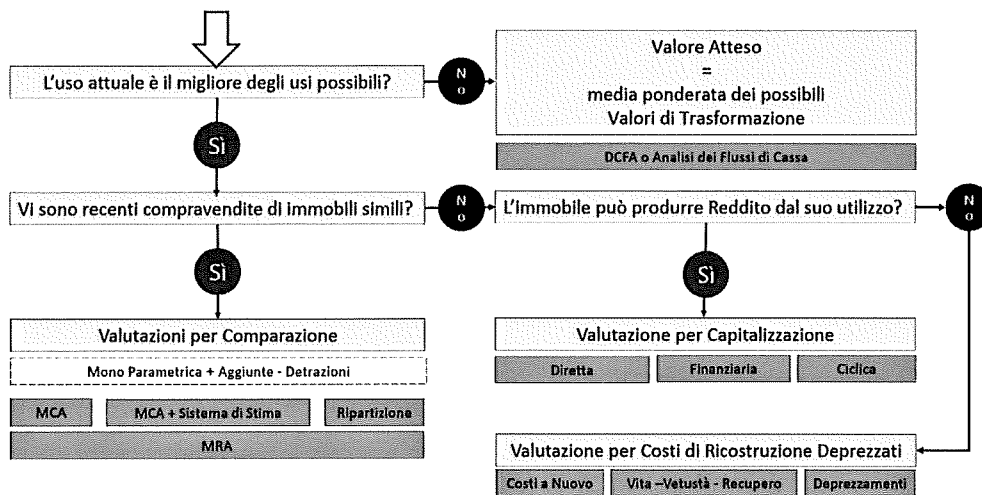 L'uso attuale è il migliore degli usi possibili?
No
Valore Atteso
=
media ponderata dei possibili
Valori di Trasformazione
DCFA o Analisi dei Flussi di Cassa
Sì
Vi sono recenti compravendite di immobili simili?
No
L'Immobile può produrre Reddito dal suo utilizzo?
No
Sì
Sì
Valutazioni per Comparazione
Mono Parametrica + Aggiunte - Detrazioni
MCA
MCA + Sistema di Stima
Ripartizione
MRA
Valutazione per Capitalizzazione
Diretta
Finanziaria
Ciclica
Valutazione per Costi di Ricostruzione Deprezzati
Costi a Nuovo
Vita –Vetustà - Recupero
Deprezzamenti